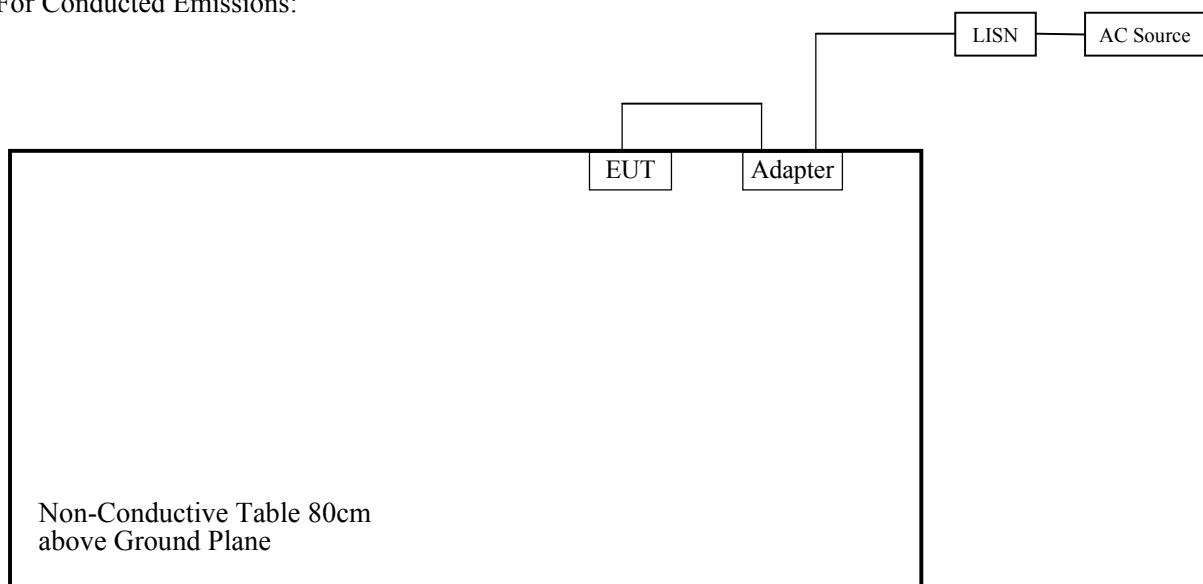 For Conducted Emissions:
LISN
AC Source
EUT
Adapter
Non-Conductive Table 80cm
above Ground Plane